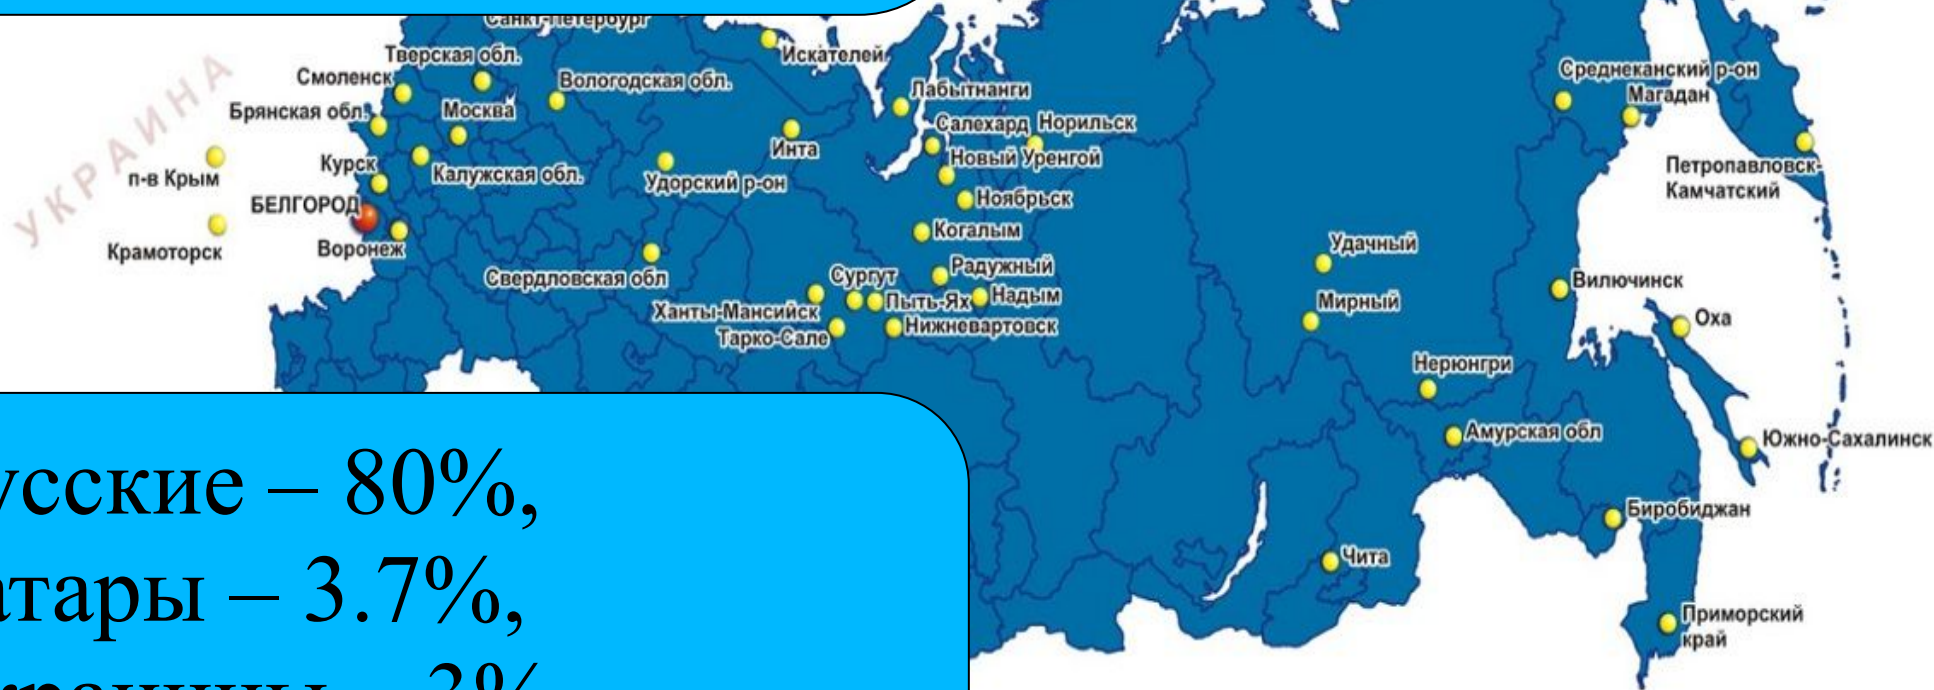 Санкт-Петербург
Искателей
Тверская обл.
Среднеканский р-он
Смоленск
Вологодская обл.
Лабытнанги
Магадан
УКРАИНА
Брянская обл.
Москва
Салехард
Норильск
Инта
Новый Уренгой
п-в Крым
Курск
Калужская обл.
Удорский р-он
Петропавловск-
Камчатский
БЕЛГОРОД
Ноябрьск
Когалым
Крамоторск
Воронеж
Удачный
Свердловская обл
Сургут
Радужный
Вилючинск
Пыть-Ях
Надым
Мирный
Ханты-Мансийск
Оха
Тарко-Сале
Нижневартовск
Нерюнгри
Амурская обл
Южно-Сахалинск
усские – 80%,
Биробиджан
Чита
атары – 3.7%,
Приморский
край
краинцы – 3%